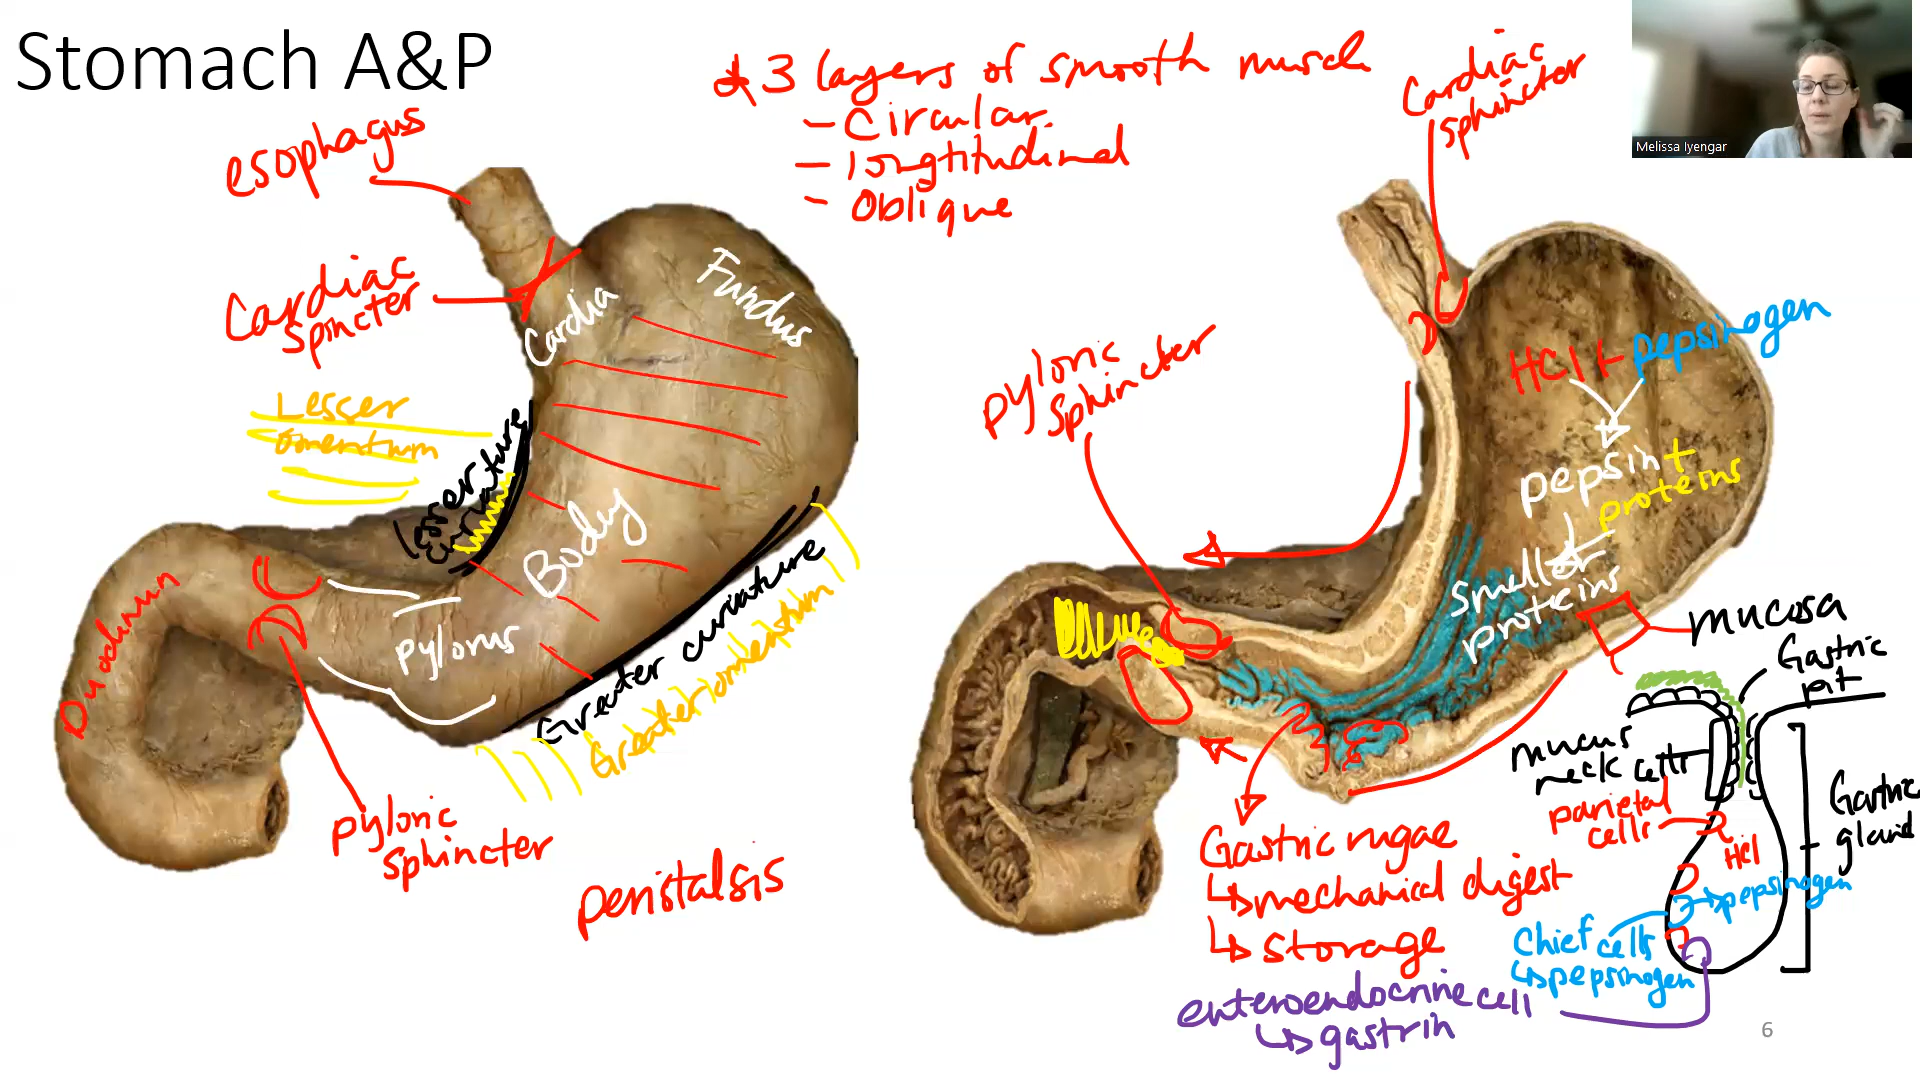 Stomach A&P
Melissa Iyengar
* 3 layers of smooth muscle
- Circular
- longtitudinal
- Oblique
esophagus
Cardiac
spincter
Cardia
Fundus
Lesser
omentum
lesser
curvature
Body
Greater curvature
Greater omentum
Duodenum
pylorus
pyloric
sphincter
peristalsis
Cardiac
sphincter
pyloric
sphincter
HCl + pepsinogen
pepsin + proteins
smaller
proteins
mucosa
Gastric
pit
mucus
neck cells
parietal
cells
HCl
Gastric
gland
→pepsinogen
Chief cells
↳pepsinogen
Gastric rugae
↳mechanical digest
↳storage
enteroendocrine cell
↳gastrin
6